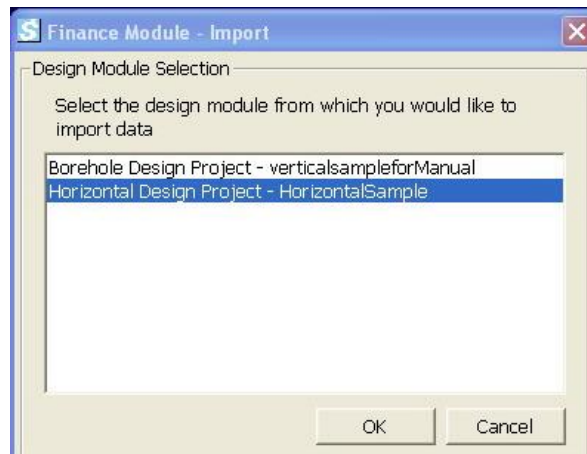 Finance Module - Import
Design Module Selection
Select the design module from which you would like to
import data
Borehole Design Project - verticalsampleforManual
Horizontal Design Project - HorizontalSample
OK
Cancel